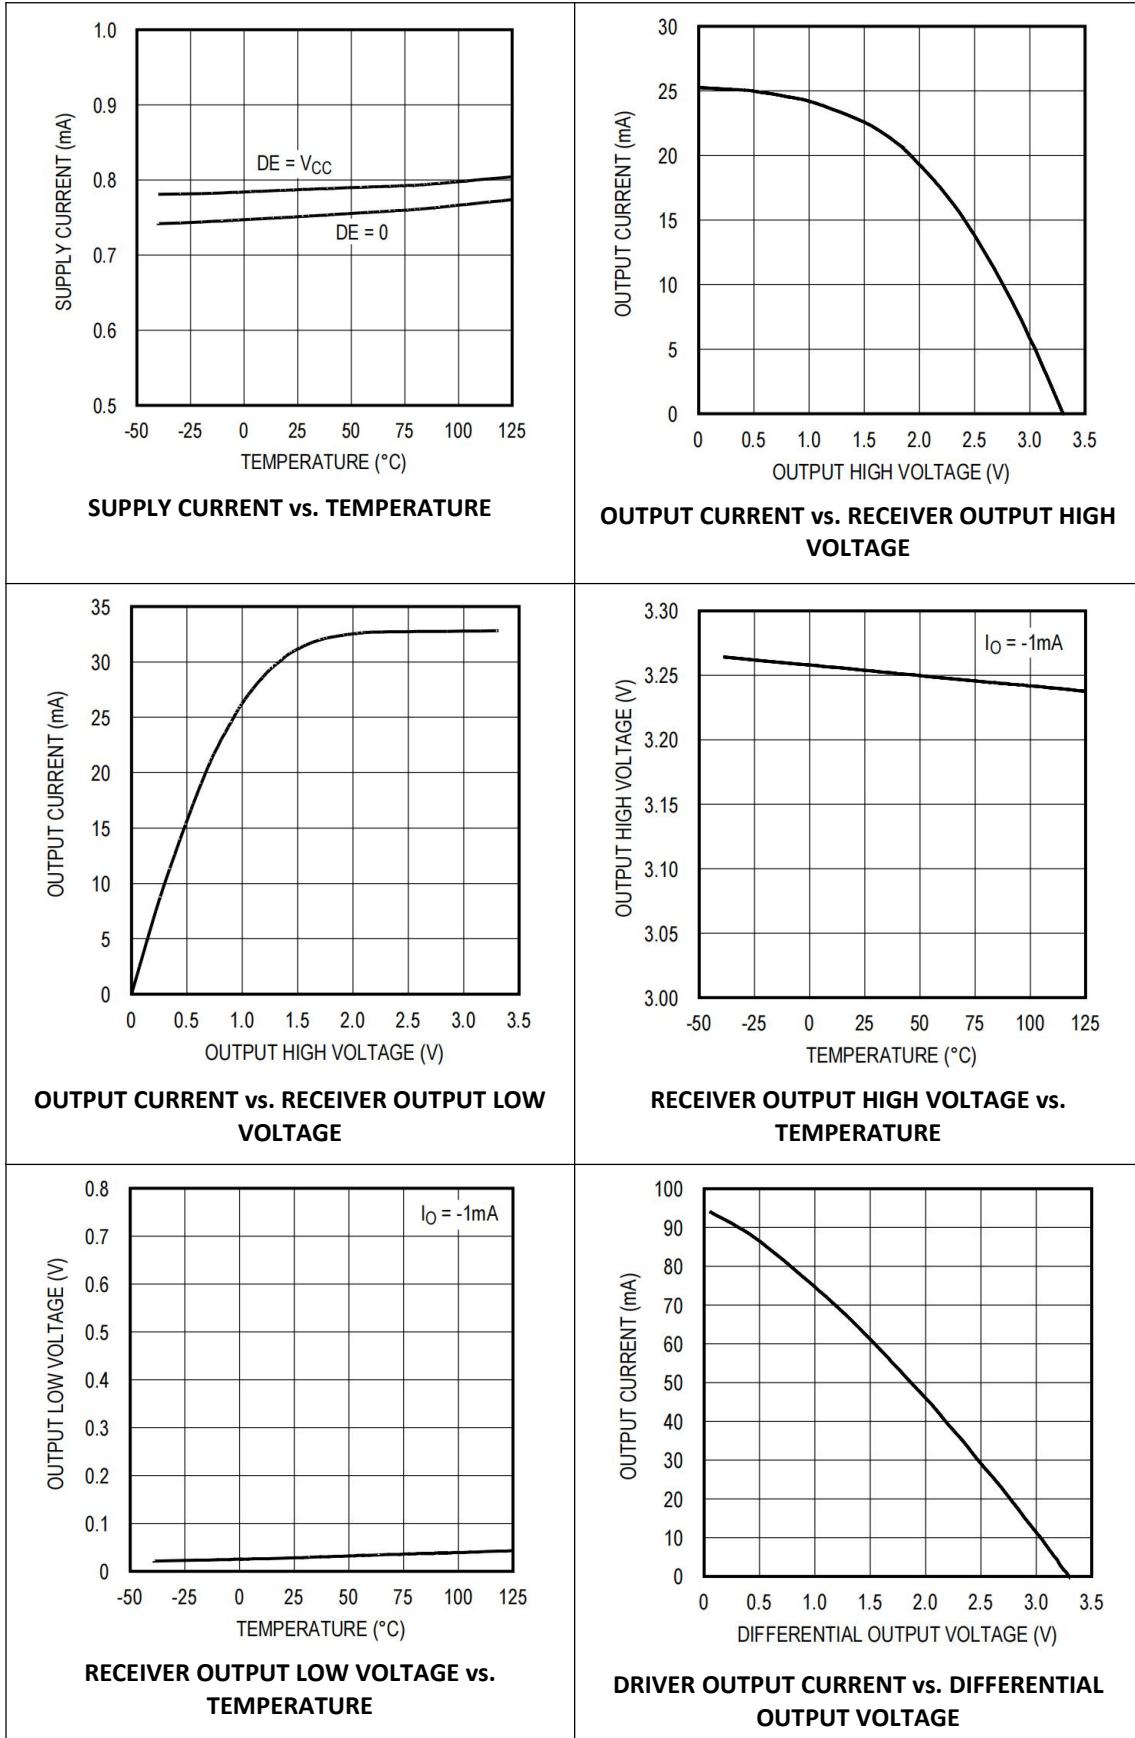 1.0
0.9
0.8
0.7
0.6
0.5
SUPPLY CURRENT (mA)
DE = VCC
DE = 0
-50 -25 0 25 50 75 100 125
TEMPERATURE (°C)
SUPPLY CURRENT vs. TEMPERATURE
30
25
20
15
10
5
0
OUTPUT CURRENT (mA)
0 0.5 1.0 1.5 2.0 2.5 3.0 3.5
OUTPUT HIGH VOLTAGE (V)
OUTPUT CURRENT vs. RECEIVER OUTPUT HIGH
VOLTAGE
35
30
25
20
15
10
5
0
OUTPUT CURRENT (mA)
0 0.5 1.0 1.5 2.0 2.5 3.0 3.5
OUTPUT HIGH VOLTAGE (V)
OUTPUT CURRENT vs. RECEIVER OUTPUT LOW
VOLTAGE
3.30
3.25
3.20
3.15
3.10
3.05
3.00
OUTPUT HIGH VOLTAGE (V)
IO = -1mA
-50 -25 0 25 50 75 100 125
TEMPERATURE (°C)
RECEIVER OUTPUT HIGH VOLTAGE vs.
TEMPERATURE
0.8
0.7
0.6
0.5
0.4
0.3
0.2
0.1
0
OUTPUT LOW VOLTAGE (V)
IO = -1mA
-50 -25 0 25 50 75 100 125
TEMPERATURE (°C)
RECEIVER OUTPUT LOW VOLTAGE vs.
TEMPERATURE
100
90
80
70
60
50
40
30
20
10
0
OUTPUT CURRENT (mA)
0 0.5 1.0 1.5 2.0 2.5 3.0 3.5
DIFFERENTIAL OUTPUT VOLTAGE (V)
DRIVER OUTPUT CURRENT vs. DIFFERENTIAL
OUTPUT VOLTAGE